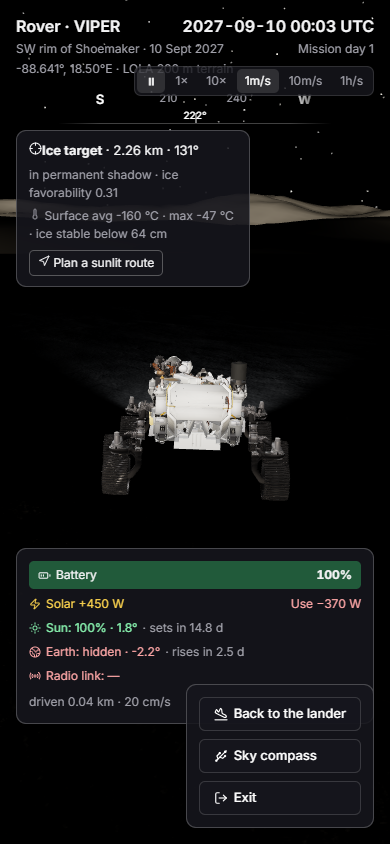 Rover · VIPER
2027-09-10 00:03 UTC
SW rim of Shoemaker · 10 Sept 2027
Mission day 1
-88.641°, 18.50°E · LOLA 200 m terrain
1× 10× 1m/s 10m/s 1h/s
S 210 240 W
222°
Ice target · 2.26 km · 131°
in permanent shadow · ice
favorability 0.31
Surface avg -160 °C · max -47 °C
· ice stable below 64 cm
Plan a sunlit route
Battery 100%
Solar +450 W Use −370 W
Sun: 100% · 1.8° · sets in 14.8 d
Earth: hidden · -2.2° · rises in 2.5 d
Radio link: —
driven 0.04 km · 20 cm/s
Back to the lander
Sky compass
Exit